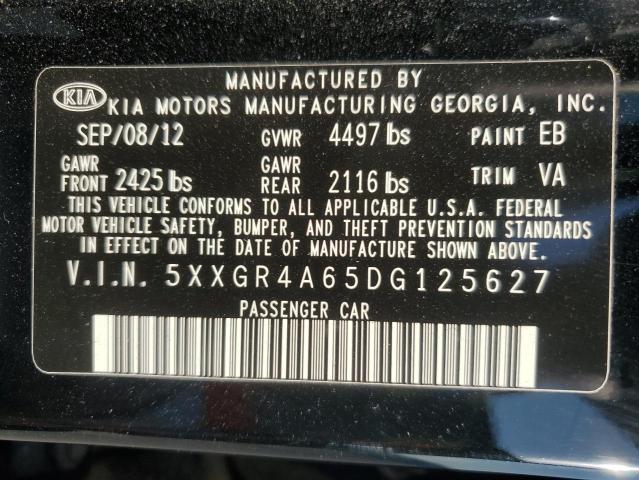 MANUFACTURED BY
KIA KIA MOTORS MANUFACTURING GEORGIA, INC.
SEP/08/12 GVWR 4497 lbs PAINT EB
GAWR FRONT 2425 lbs GAWR REAR 2116 lbs TRIM VA
THIS VEHICLE CONFORMS TO ALL APPLICABLE U.S.A. FEDERAL
MOTOR VEHICLE SAFETY, BUMPER, AND THEFT PREVENTION STANDARDS
IN EFFECT ON THE DATE OF MANUFACTURE SHOWN ABOVE.
V.I.N. 5XXGR4A65DG125627
PASSENGER CAR